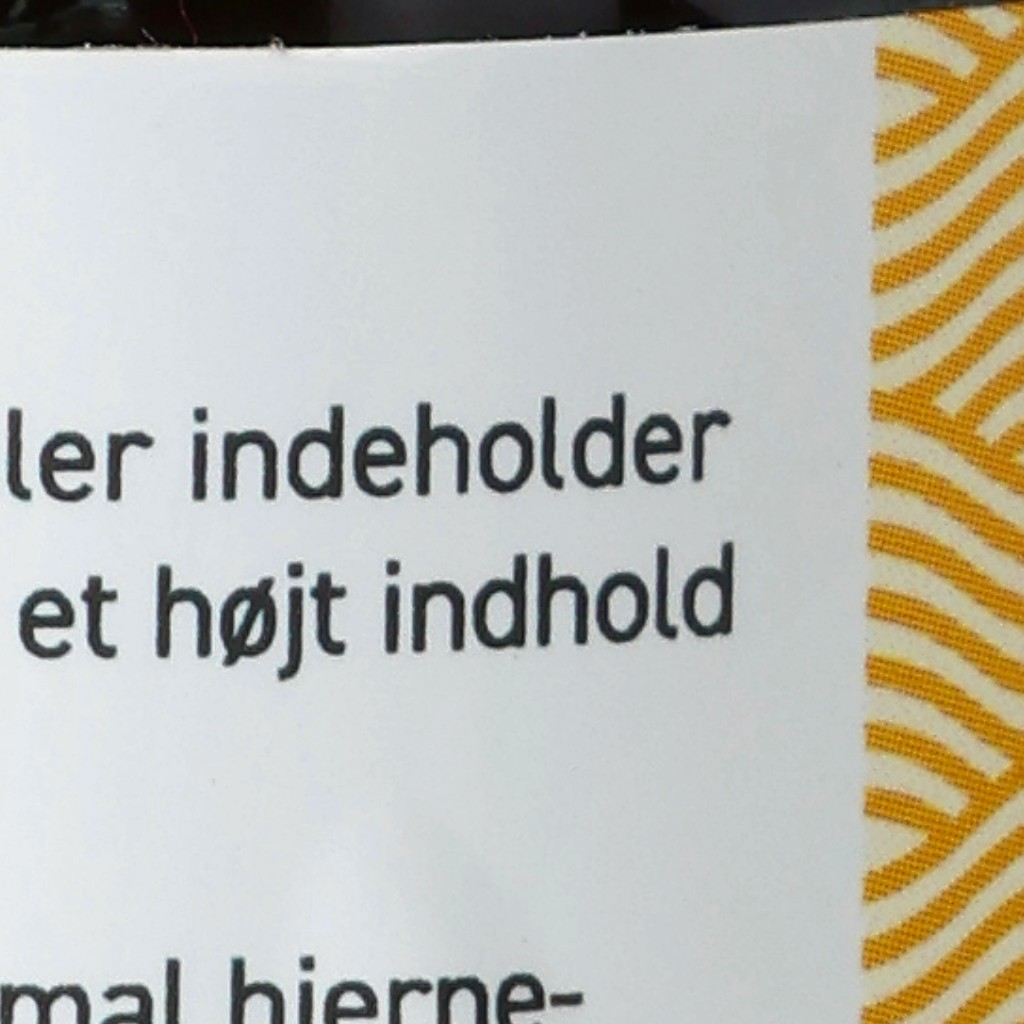 ler indeholder
et højt indhold
mal hjerne-